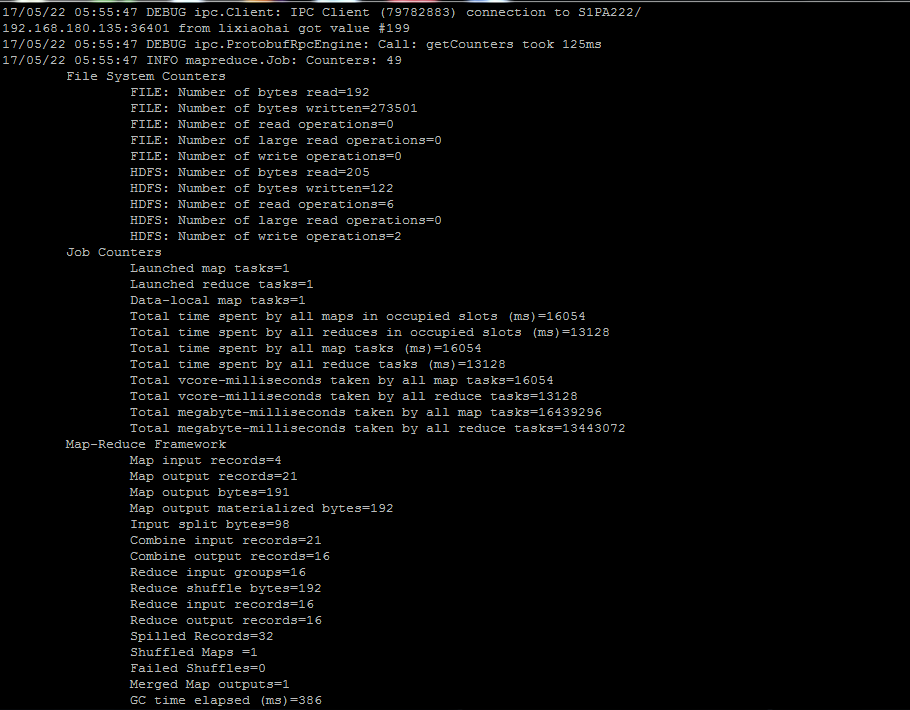 17/05/22 05:55:47 DEBUG ipc.Client: IPC Client (79782883) connection to S1PA222/
192.168.180.135:36401 from lixiaohai got value #199
17/05/22 05:55:47 DEBUG ipc.ProtobufRpcEngine: Call: getCounters took 125ms
17/05/22 05:55:47 INFO mapreduce.Job: Counters: 49
File System Counters
FILE: Number of bytes read=192
FILE: Number of bytes written=273501
FILE: Number of read operations=0
FILE: Number of large read operations=0
FILE: Number of write operations=0
HDFS: Number of bytes read=205
HDFS: Number of bytes written=122
HDFS: Number of read operations=6
HDFS: Number of large read operations=0
HDFS: Number of write operations=2
Job Counters
Launched map tasks=1
Launched reduce tasks=1
Data-local map tasks=1
Total time spent by all maps in occupied slots (ms)=16054
Total time spent by all reduces in occupied slots (ms)=13128
Total time spent by all map tasks (ms)=16054
Total time spent by all reduce tasks (ms)=13128
Total vcore-milliseconds taken by all map tasks=16054
Total vcore-milliseconds taken by all reduce tasks=13128
Total megabyte-milliseconds taken by all map tasks=16439296
Total megabyte-milliseconds taken by all reduce tasks=13443072
Map-Reduce Framework
Map input records=4
Map output records=21
Map output bytes=191
Map output materialized bytes=192
Input split bytes=98
Combine input records=21
Combine output records=16
Reduce input groups=16
Reduce shuffle bytes=192
Reduce input records=16
Reduce output records=16
Spilled Records=32
Shuffled Maps =1
Failed Shuffles=0
Merged Map outputs=1
GC time elapsed (ms)=386